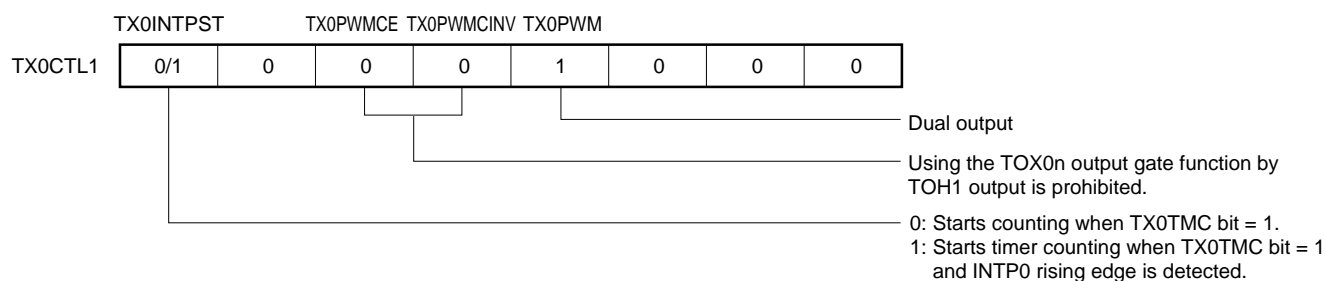 TX0INTPST TX0PWMCE TX0PWMCINV TX0PWM
TX0CTL1 0/1 0 0 0 1 0 0 0
Dual output
Using the TOX0n output gate function by
TOH1 output is prohibited.
0: Starts counting when TX0TMC bit = 1.
1: Starts timer counting when TX0TMC bit = 1
and INTP0 rising edge is detected.